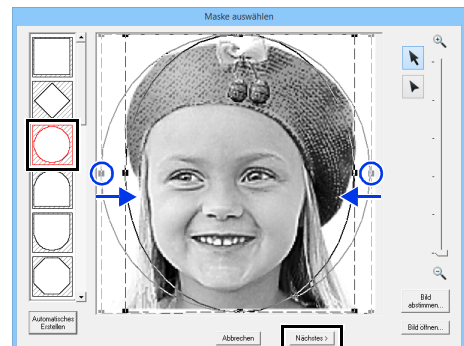 Maske auswählen
Bild
abstimmen...
Automatisches
Erstellen
Bild öffnen...
Abbrechen
Nächstes >